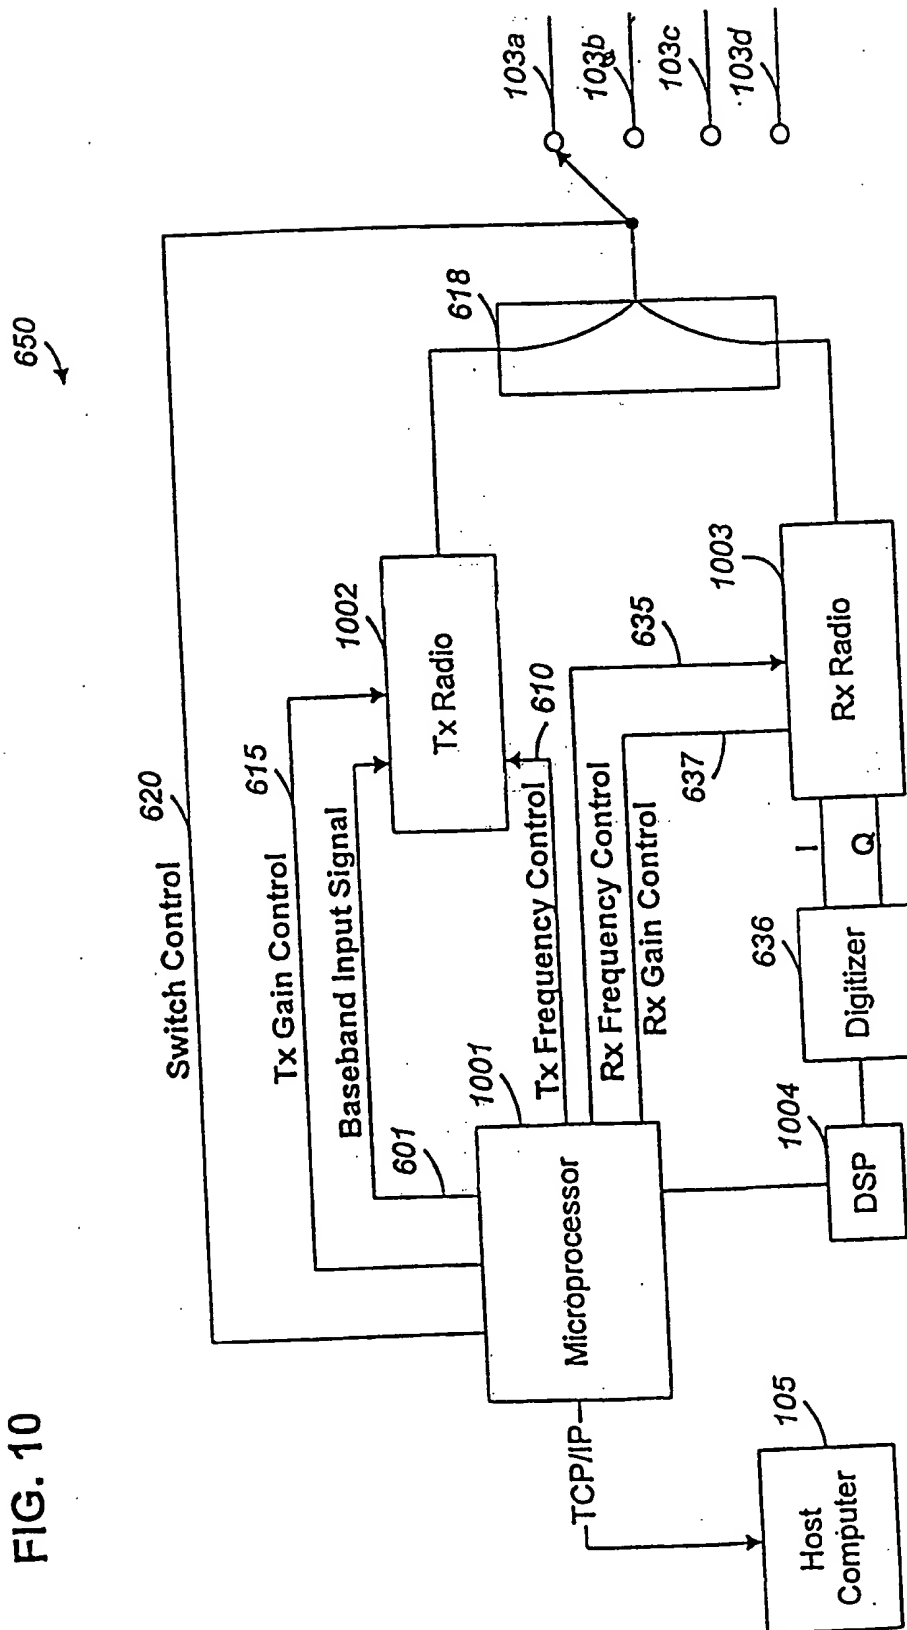 FIG. 10
650
620
Switch Control
615
Tx Gain Control
Baseband Input Signal
601
1001
Microprocessor
1002
Tx Radio
610
Tx Frequency Control
Rx Frequency Control
Rx Gain Control
635
637
1003
Rx Radio
618
103a
103b
103c
103d
I
Q
636
Digitizer
1004
DSP
TCP/IP
105
Host
Computer